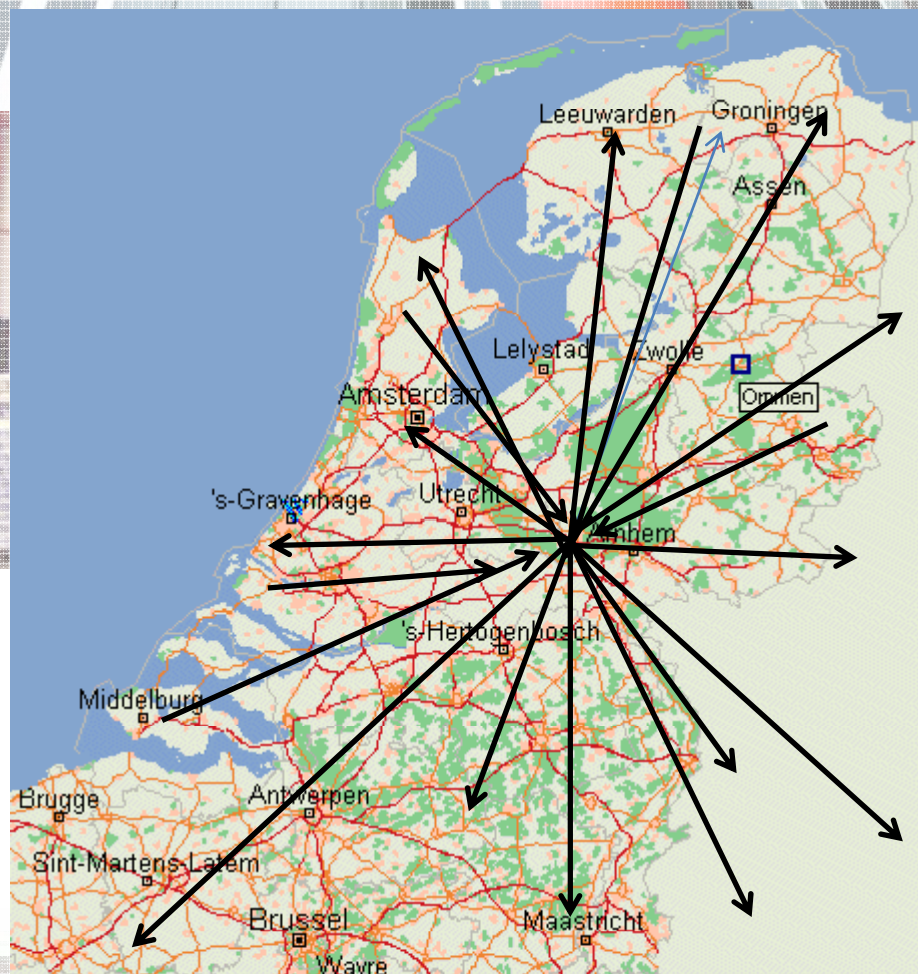 Leeuwarden
Groningen
Assen
Lelystad
Zwolle
Amsterdam
Ommen
's-Gravenhage
Utrecht
Arnhem
's-Hertogenbosch
Middelburg
Brugge
Antwerpen
Sint-Martens-Latem
Brussel
Maastricht
Wavre